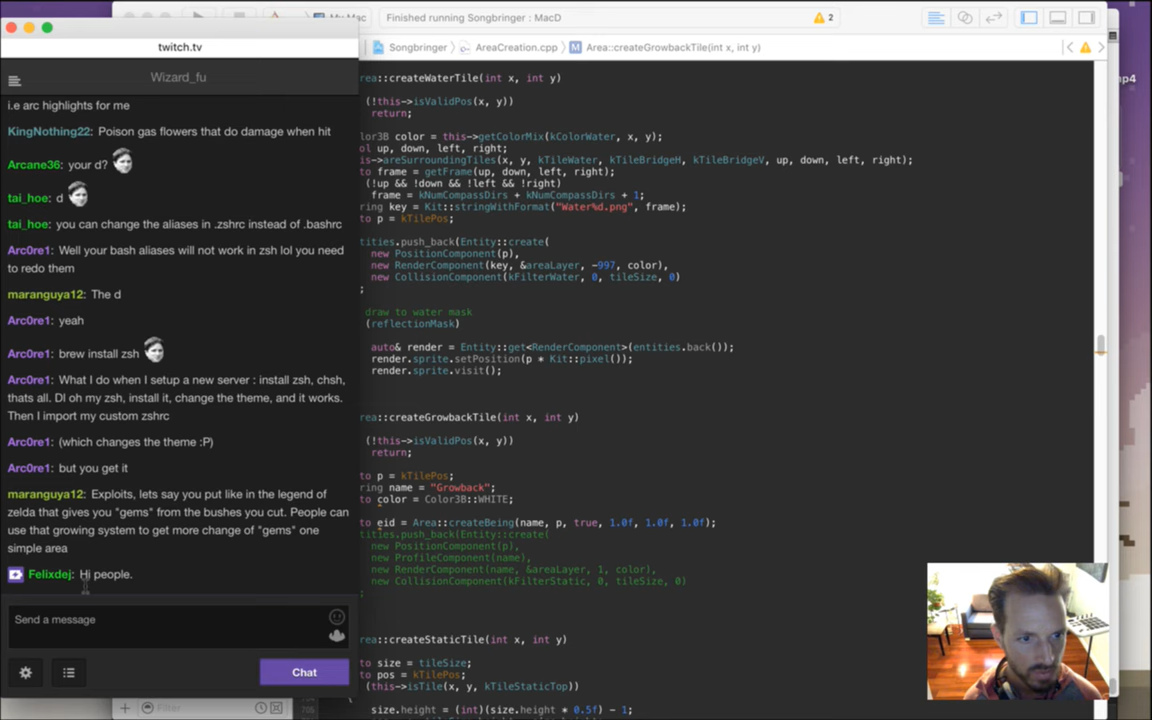 My Mac
Finished running Songbringer : MacD
2
twitch.tv
Songbringer
AreaCreation.cpp
M
Area::createGrowbackTile(int x, int y)
mp4
Wizard_fu
i.e arc highlights for me
KingNothing22: Poison gas flowers that do damage when hit
Arcane36: your d?
tai_hoe: d
tai_hoe: you can change the aliases in .zshrc instead of .bashrc
Arc0re1: Well your bash aliases will not work in zsh lol you need
to redo them
maranguya12: The d
Arc0re1: yeah
Arc0re1: brew install zsh
Arc0re1: What I do when I setup a new server : install zsh, chsh,
thats all. Dl oh my zsh, install it, change the theme, and it works.
Then I import my custom zshrc
Arc0re1: (which changes the theme :P)
Arc0re1: but you get it
maranguya12: Exploits, lets say you put like in the legend of
zelda that gives you "gems" from the bushes you cut. People can
use that growing system to get more change of "gems" one
simple area
Felixdej: Hi people.
Send a message
Chat
Filter
ea::createWaterTile(int x, int y)
(!this->isValidPos(x, y))
return;
lor3B color = this->getColorMix(kColorWater, x, y);
ol up, down, left, right;
s->areSurroundingTiles(x, y, kTileWater, kTileBridgeH, kTileBridgeV, up, down, left, right);
to frame = getFrame(up, down, left, right);
(!up && !down && !left && !right)
frame = kNumCompassDirs + kNumCompassDirs + 1;
ring key = Kit::stringWithFormat("Water%d.png", frame);
to p = kTilePos;
tities.push_back(Entity::create(
new PositionComponent(p),
new RenderComponent(key, &areaLayer, -997, color),
new CollisionComponent(kFilterWater, 0, tileSize, 0)
;
draw to water mask
(reflectionMask)
auto& render = Entity::get<RenderComponent>(entities.back());
render.sprite.setPosition(p * Kit::pixel());
render.sprite.visit();
rea::createGrowbackTile(int x, int y)
(!this->isValidPos(x, y))
return;
to p = kTilePos;
ring name = "Growback";
to color = Color3B::WHITE;
to eid = Area::createBeing(name, p, true, 1.0f, 1.0f, 1.0f);
tities.push_back(Entity::create(
new PositionComponent(p),
new ProfileComponent(name),
new RenderComponent(name, &areaLayer, 1, color),
new CollisionComponent(kFilterStatic, 0, tileSize, 0)
;
rea::createStaticTile(int x, int y)
to size = tileSize;
to pos = kTilePos;
(this->isTile(x, y, kTileStaticTop))
size.height = (int)(size.height * 0.5f) - 1;
705